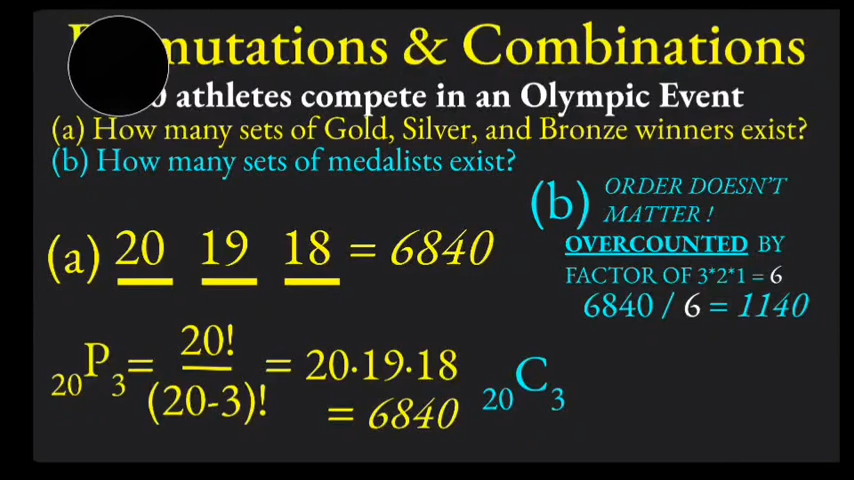 mutations & Combinations
athletes compete in an Olympic Event
(a) How many sets of Gold, Silver, and Bronze winners exist?
(b) How many sets of medalists exist?
(b) ORDER DOESN'T
MATTER !
OVERCOUNTED BY
FACTOR OF 3*2*1 = 6
6840 / 6 = 1140
(a) 20 19 18 = 6840
20P3 = 20!/(20-3)! = 20·19·18
= 6840
20C3